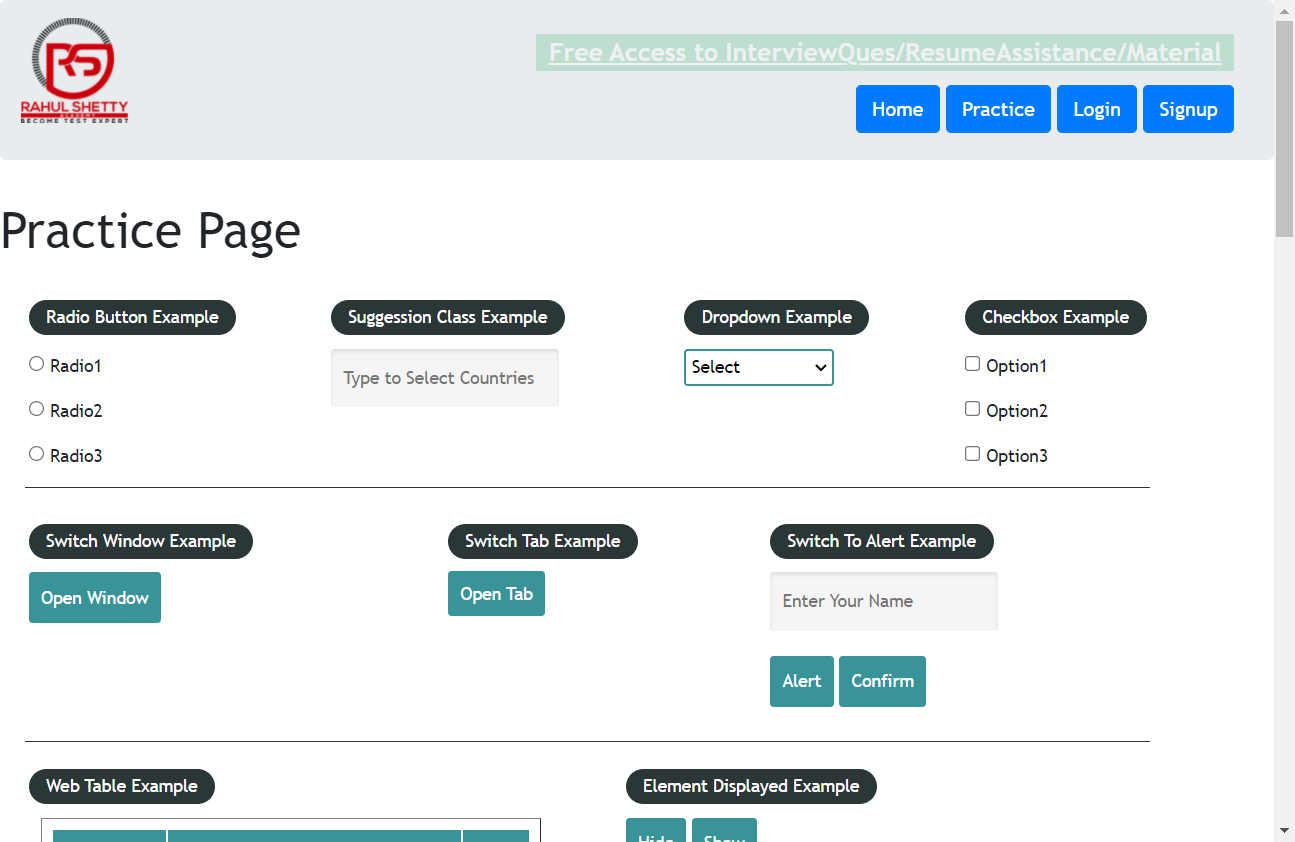 RAHUL SHETTY
ACADEMY
BECOME TEST EXPERT
Free Access to InterviewQues/ResumeAssistance/Material
Home Practice Login Signup
Practice Page
Radio Button Example
Radio1
Radio2
Radio3
Suggession Class Example
Type to Select Countries
Dropdown Example
Select
Checkbox Example
Option1
Option2
Option3
Switch Window Example
Open Window
Switch Tab Example
Open Tab
Switch To Alert Example
Enter Your Name
Alert Confirm
Web Table Example
Element Displayed Example
Hide Show